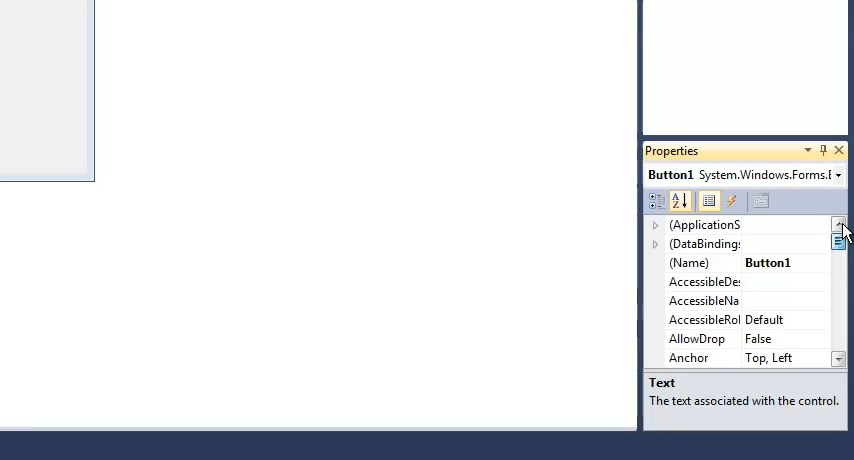 Properties
Button1 System.Windows.Forms.B
(ApplicationS
(DataBindings
(Name) Button1
AccessibleDes
AccessibleNa
AccessibleRol Default
AllowDrop False
Anchor Top, Left
Text
The text associated with the control.